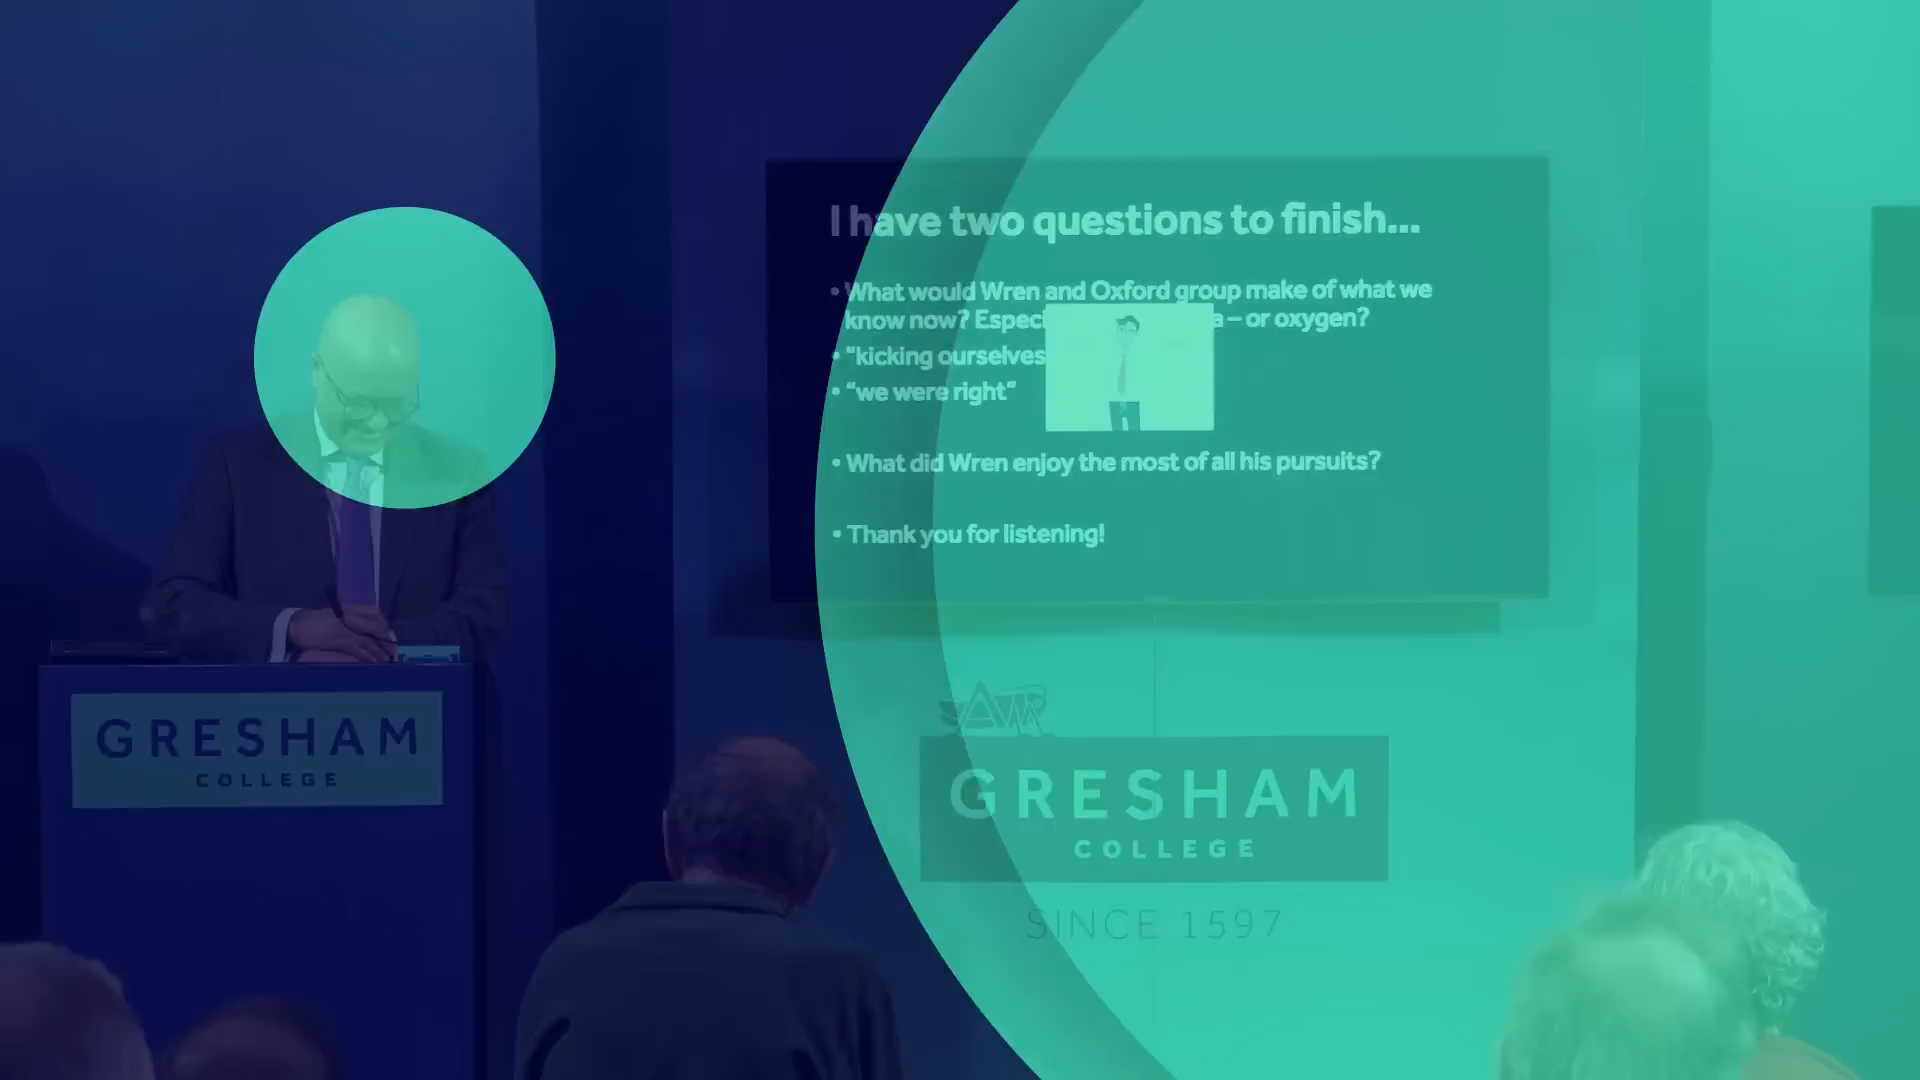 I have two questions to finish...
• What would Wren and Oxford group make of what we
know now? Especi – or oxygen?
• "kicking ourselves
• "we were right"
• What did Wren enjoy the most of all his pursuits?
• Thank you for listening!
GRESHAM
COLLEGE
GRESHAM
COLLEGE
SINCE 1597